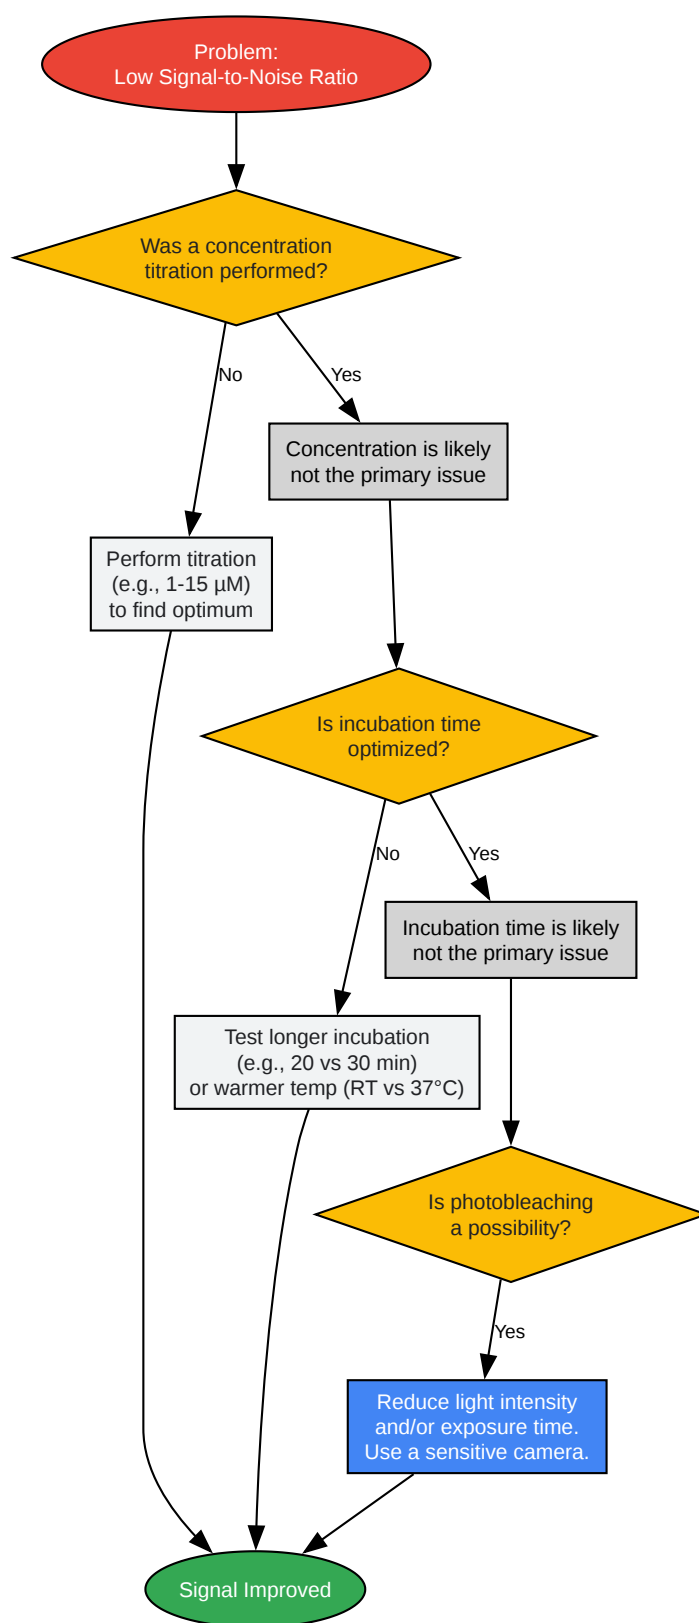 Problem:
Low Signal-to-Noise Ratio
Was a concentration
titration performed?
No
Yes
Concentration is likely
not the primary issue
Perform titration
(e.g., 1-15 µM)
to find optimum
Is incubation time
optimized?
No
Yes
Incubation time is likely
not the primary issue
Test longer incubation
(e.g., 20 vs 30 min)
or warmer temp (RT vs 37°C)
Is photobleaching
a possibility?
Yes
Reduce light intensity
and/or exposure time.
Use a sensitive camera.
Signal Improved